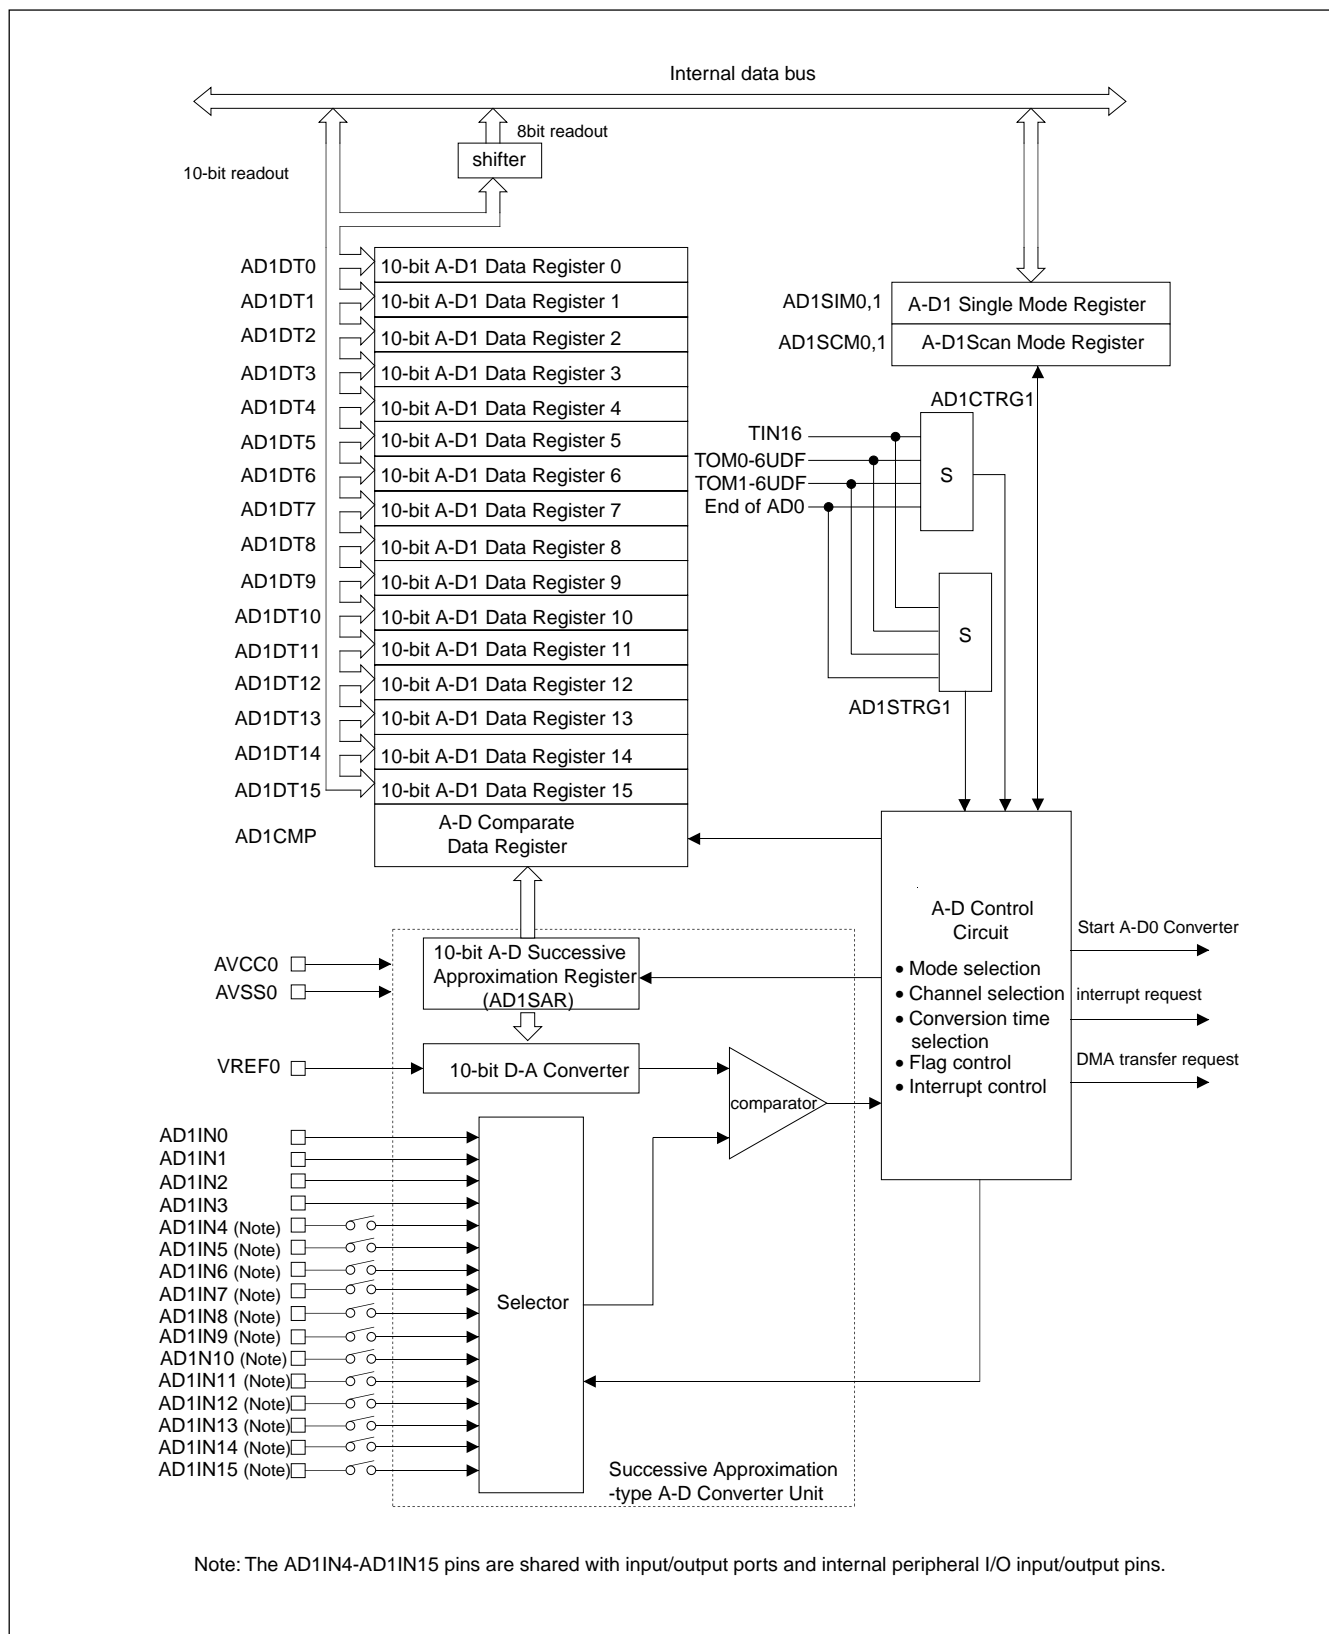 Internal data bus
8bit readout
shifter
10-bit readout
AD1DT0 10-bit A-D1 Data Register 0
AD1DT1 10-bit A-D1 Data Register 1
AD1DT2 10-bit A-D1 Data Register 2
AD1DT3 10-bit A-D1 Data Register 3
AD1DT4 10-bit A-D1 Data Register 4
AD1DT5 10-bit A-D1 Data Register 5
AD1DT6 10-bit A-D1 Data Register 6
AD1DT7 10-bit A-D1 Data Register 7
AD1DT8 10-bit A-D1 Data Register 8
AD1DT9 10-bit A-D1 Data Register 9
AD1DT10 10-bit A-D1 Data Register 10
AD1DT11 10-bit A-D1 Data Register 11
AD1DT12 10-bit A-D1 Data Register 12
AD1DT13 10-bit A-D1 Data Register 13
AD1DT14 10-bit A-D1 Data Register 14
AD1DT15 10-bit A-D1 Data Register 15
AD1CMP A-D Comparate
Data Register
AD1SIM0,1 A-D1 Single Mode Register
AD1SCM0,1 A-D1Scan Mode Register
AD1CTRG1
TIN16
TOM0-6UDF
TOM1-6UDF
End of AD0
S
S
AD1STRG1
A-D Control
Circuit
• Mode selection
• Channel selection
• Conversion time
selection
• Flag control
• Interrupt control
Start A-D0 Converter
interrupt request
DMA transfer request
AVCC0
AVSS0
10-bit A-D Successive
Approximation Register
(AD1SAR)
VREF0
10-bit D-A Converter
comparator
AD1IN0
AD1IN1
AD1IN2
AD1IN3
AD1IN4 (Note)
AD1IN5 (Note)
AD1IN6 (Note)
AD1IN7 (Note)
AD1IN8 (Note)
AD1IN9 (Note)
AD1N10 (Note)
AD1IN11 (Note)
AD1IN12 (Note)
AD1IN13 (Note)
AD1IN14 (Note)
AD1IN15 (Note)
Selector
Successive Approximation
-type A-D Converter Unit
Note: The AD1IN4-AD1IN15 pins are shared with input/output ports and internal peripheral I/O input/output pins.